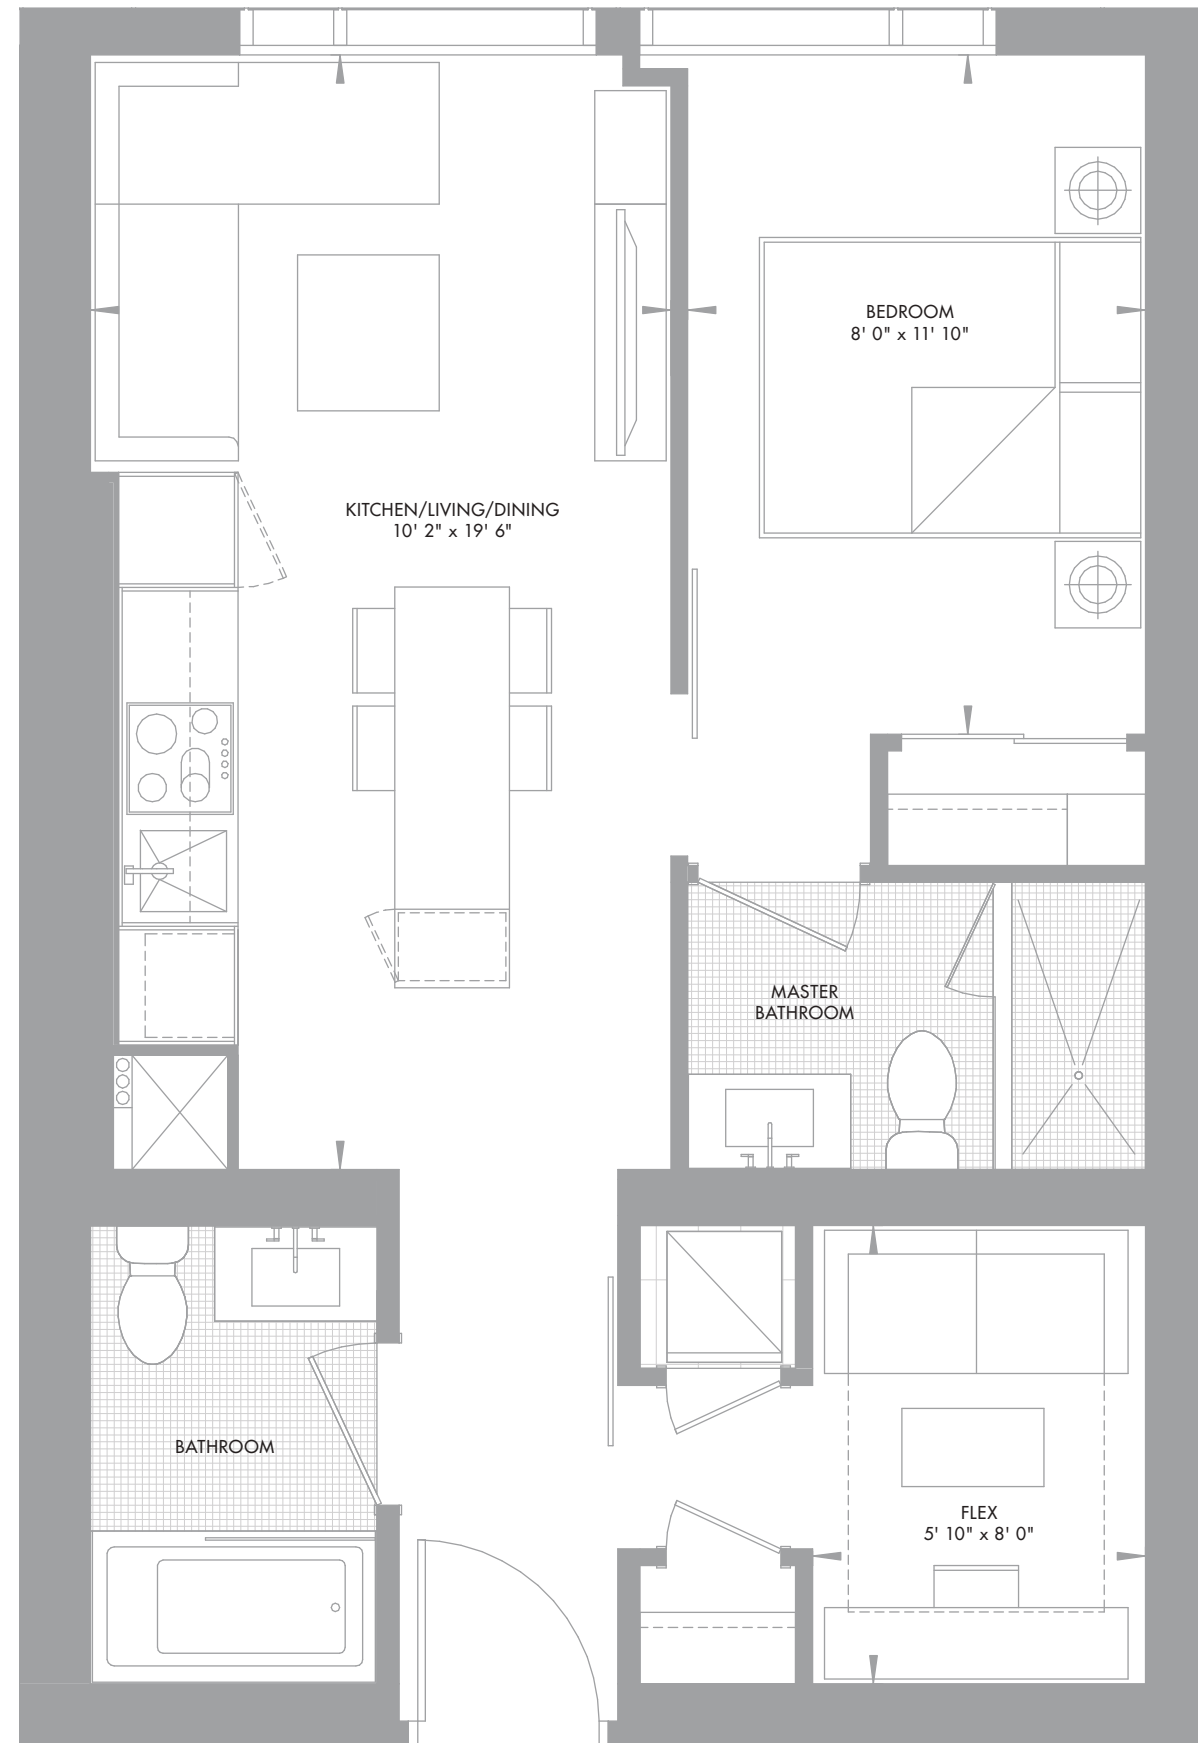 BEDROOM
8' 0" x 11' 10"
KITCHEN/LIVING/DINING
10' 2" x 19' 6"
MASTER
BATHROOM
BATHROOM
FLEX
5' 10" x 8' 0"